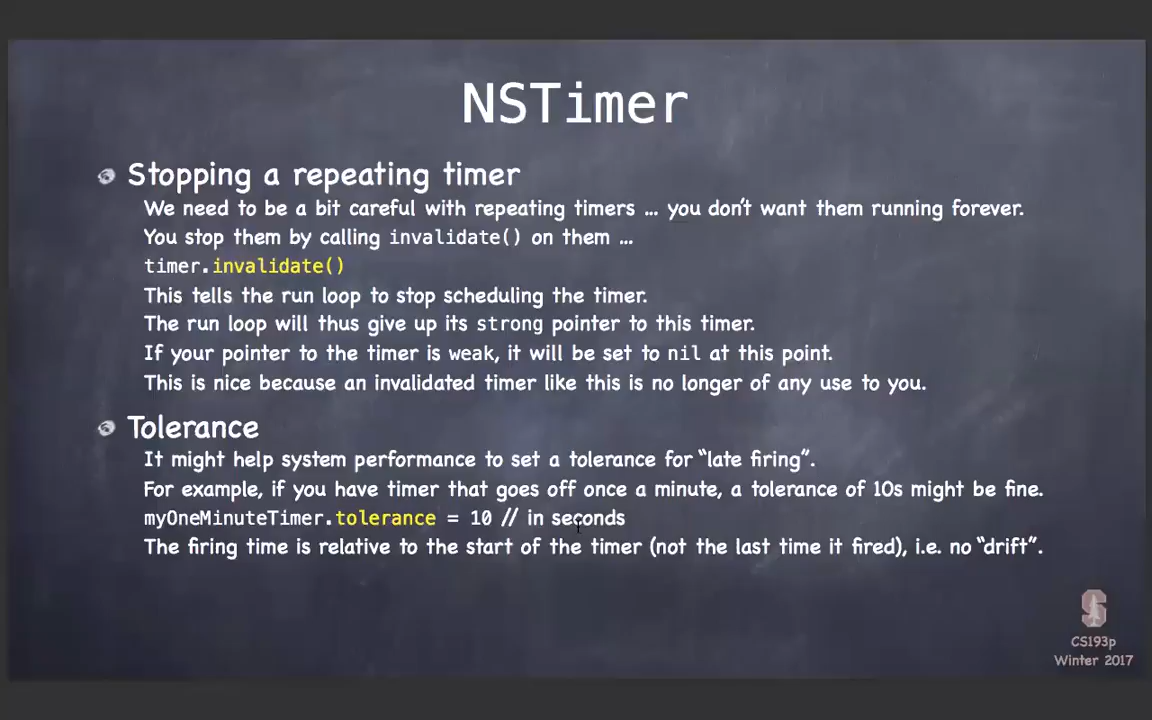 NSTimer
Stopping a repeating timer
We need to be a bit careful with repeating timers ... you don't want them running forever.
You stop them by calling invalidate() on them ...
timer.invalidate()
This tells the run loop to stop scheduling the timer.
The run loop will thus give up its strong pointer to this timer.
If your pointer to the timer is weak, it will be set to nil at this point.
This is nice because an invalidated timer like this is no longer of any use to you.
Tolerance
It might help system performance to set a tolerance for "late firing".
For example, if you have timer that goes off once a minute, a tolerance of 10s might be fine.
myOneMinuteTimer.tolerance = 10 // in seconds
The firing time is relative to the start of the timer (not the last time it fired), i.e. no "drift".
S
CS193p
Winter 2017